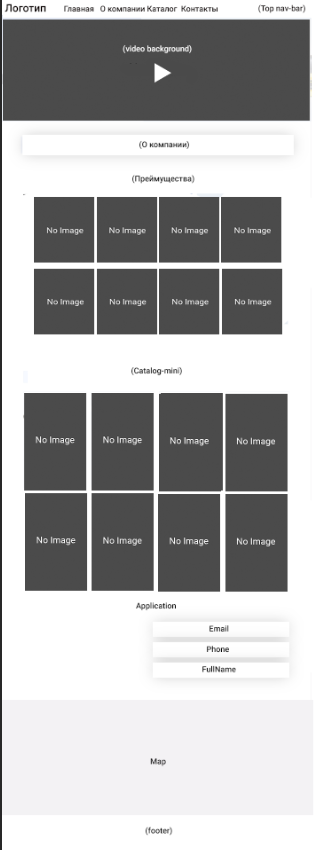 Логотип Главная О компании Каталог Контакты (Top nav-bar)
(video background)
(О компании)
(Преймущества)
No Image No Image No Image No Image
No Image No Image No Image No Image
(Catalog-mini)
No Image No Image No Image No Image
No Image No Image No Image No Image
Application
Email
Phone
FullName
Map
(footer)